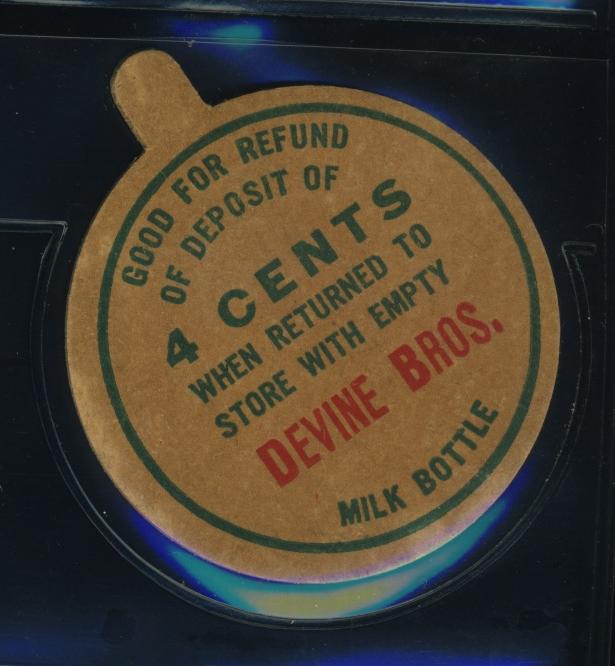 GOOD FOR REFUND
OF DEPOSIT OF
4 CENTS
WHEN RETURNED TO
STORE WITH EMPTY
DEVINE BROS.
MILK BOTTLE